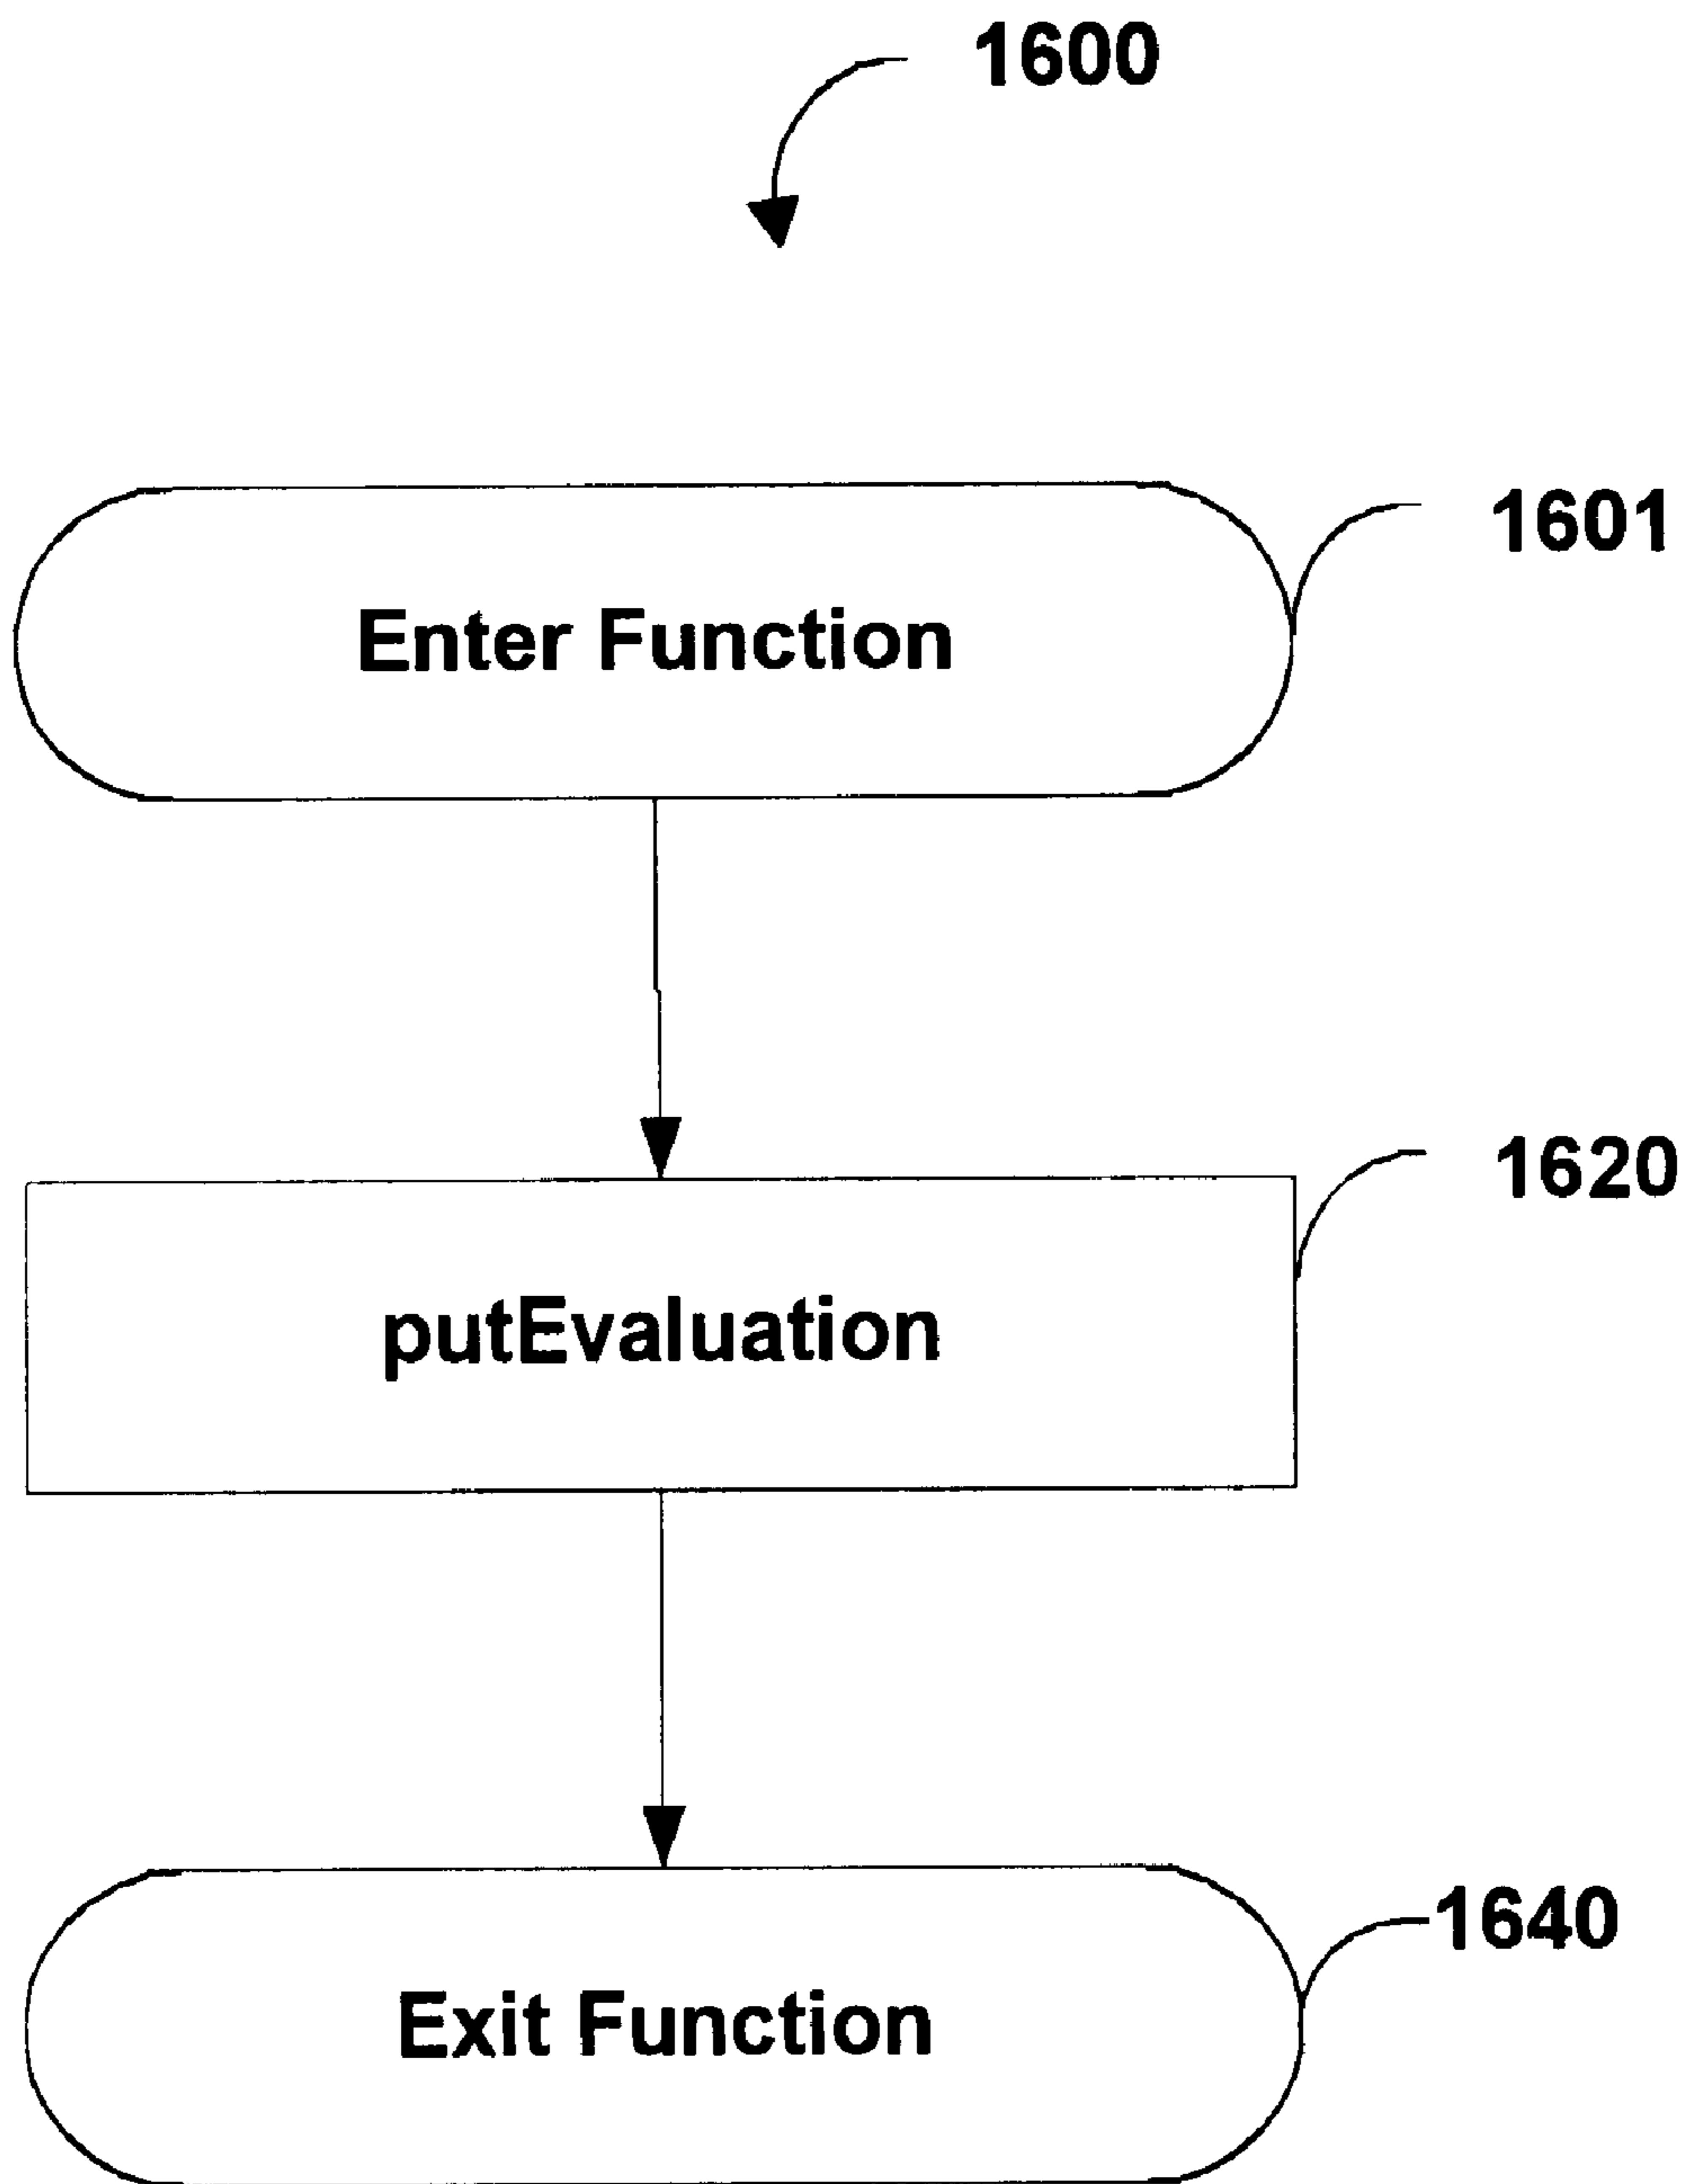 1600
1601
Enter Function
1620
putEvaluation
1640
Exit Function